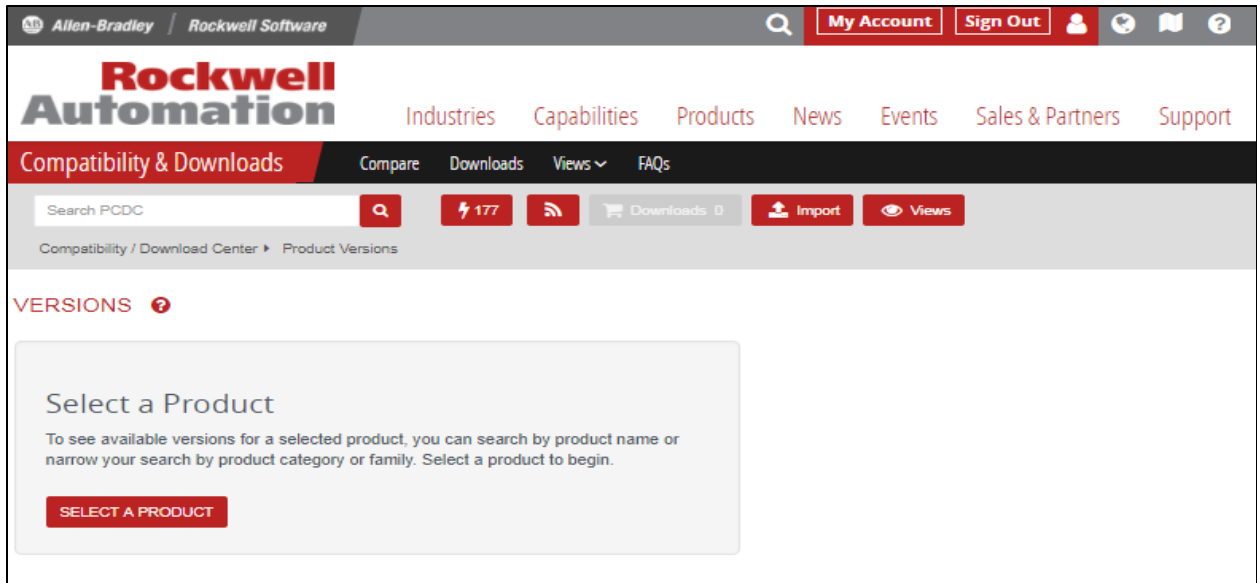 AB Allen-Bradley / Rockwell Software My Account Sign Out
Rockwell
Automation Industries Capabilities Products News Events Sales & Partners Support
Compatibility & Downloads Compare Downloads Views FAQs
Search PCDC 177 Downloads 0 Import Views
Compatibility / Download Center Product Versions
VERSIONS ?
Select a Product
To see available versions for a selected product, you can search by product name or
narrow your search by product category or family. Select a product to begin.
SELECT A PRODUCT